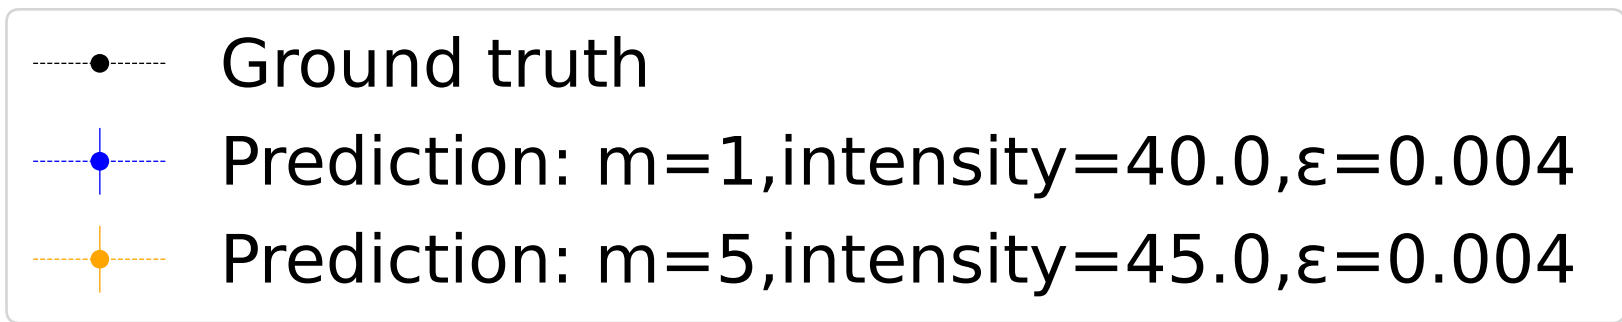 Ground truth
Prediction: m=1,intensity=40.0,ε=0.004
Prediction: m=5,intensity=45.0,ε=0.004